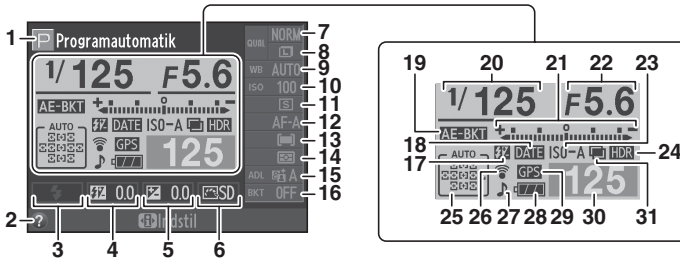 1 P Programautomatik
1/125 F5.6
AE-BKT + 0 -
AUTO DATE ISO-A HDR
GPS 125
QUAL NORM 7
L 8
WB AUTO 9
ISO 100 10
S 11
AF-A 12
13
14
ADL A 15
BKT OFF 16
0.0 0.0 SD
2 ? i Indstil
3 4 5 6
19 20 21 22 23
1/125 F5.6
+ 0 -
AE-BKT
18 AUTO DATE ISO-A HDR 24
17 GPS 125
25 26 27 28 29 30 31